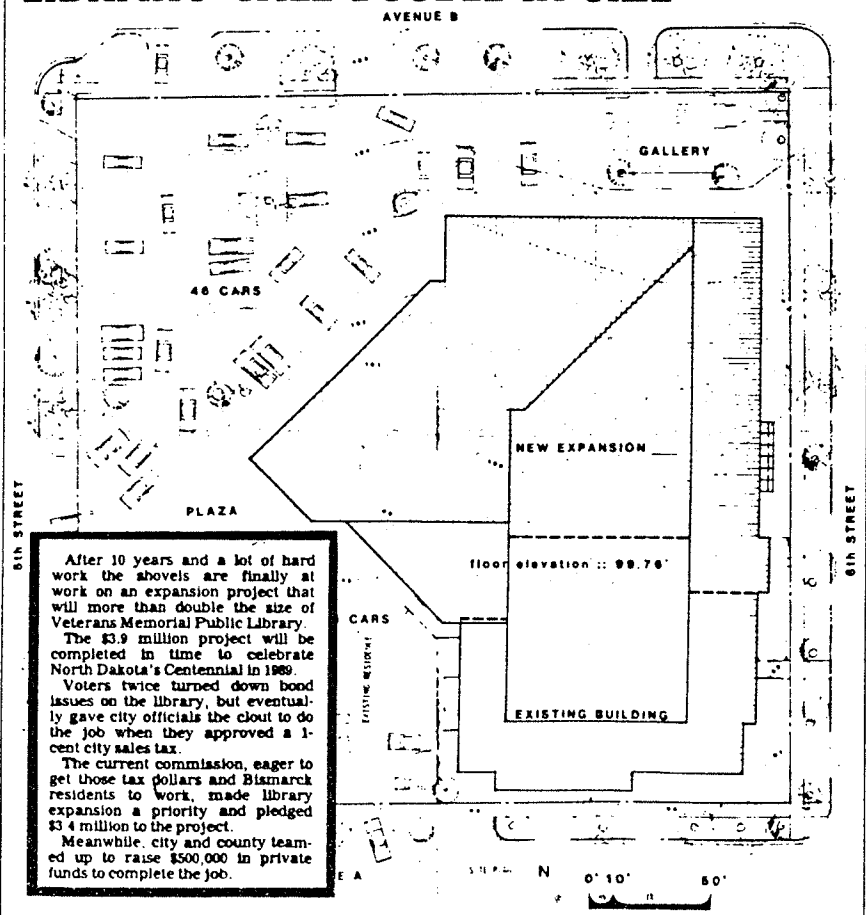 AVENUE B
GALLERY
46 CARS
NEW EXPANSION
PLAZA
5th STREET
6th STREET
floor elevation :: 99.76'
CARS
EXISTING RESIDENCE
EXISTING BUILDING
After 10 years and a lot of hard
work the shovels are finally at
work on an expansion project that
will more than double the size of
Veterans Memorial Public Library.
The $3.9 million project will be
completed in time to celebrate
North Dakota's Centennial in 1989.
Voters twice turned down bond
issues on the library, but eventual-
ly gave city officials the clout to do
the job when they approved a 1-
cent city sales tax.
The current commission, eager to
get those tax dollars and Bismarck
residents to work, made library
expansion a priority and pledged
$3.4 million to the project.
Meanwhile, city and county team-
ed up to raise $500,000 in private
funds to complete the job.
E A
N
0' 10' 50'